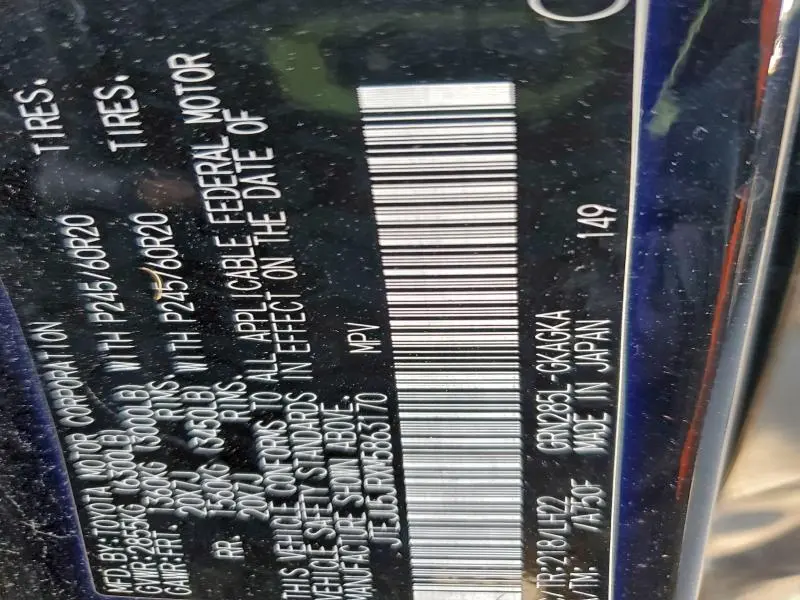 MFD.BY:TOYOTA MOTOR CORPORATION
GVWR:2855KG (6300LB)
GAWR:FRT. 1360KG (3000LB) WITH P245/60R20 TIRES.
20X7J RIMS.
RR. 1580KG (3450LB) WITH P245/60R20 TIRES.
20X7J RIMS.
THIS VEHICLE CONFORMS TO ALL APPLICABLE FEDERAL MOTOR
VEHICLE SAFETY STANDARDS IN EFFECT ON THE DATE OF
MANUFACTURE SHOWN ABOVE.
MPV
C/TR:218/LH22 GRN285L-GKAGKA
/TM: /A750F MADE IN JAPAN
149